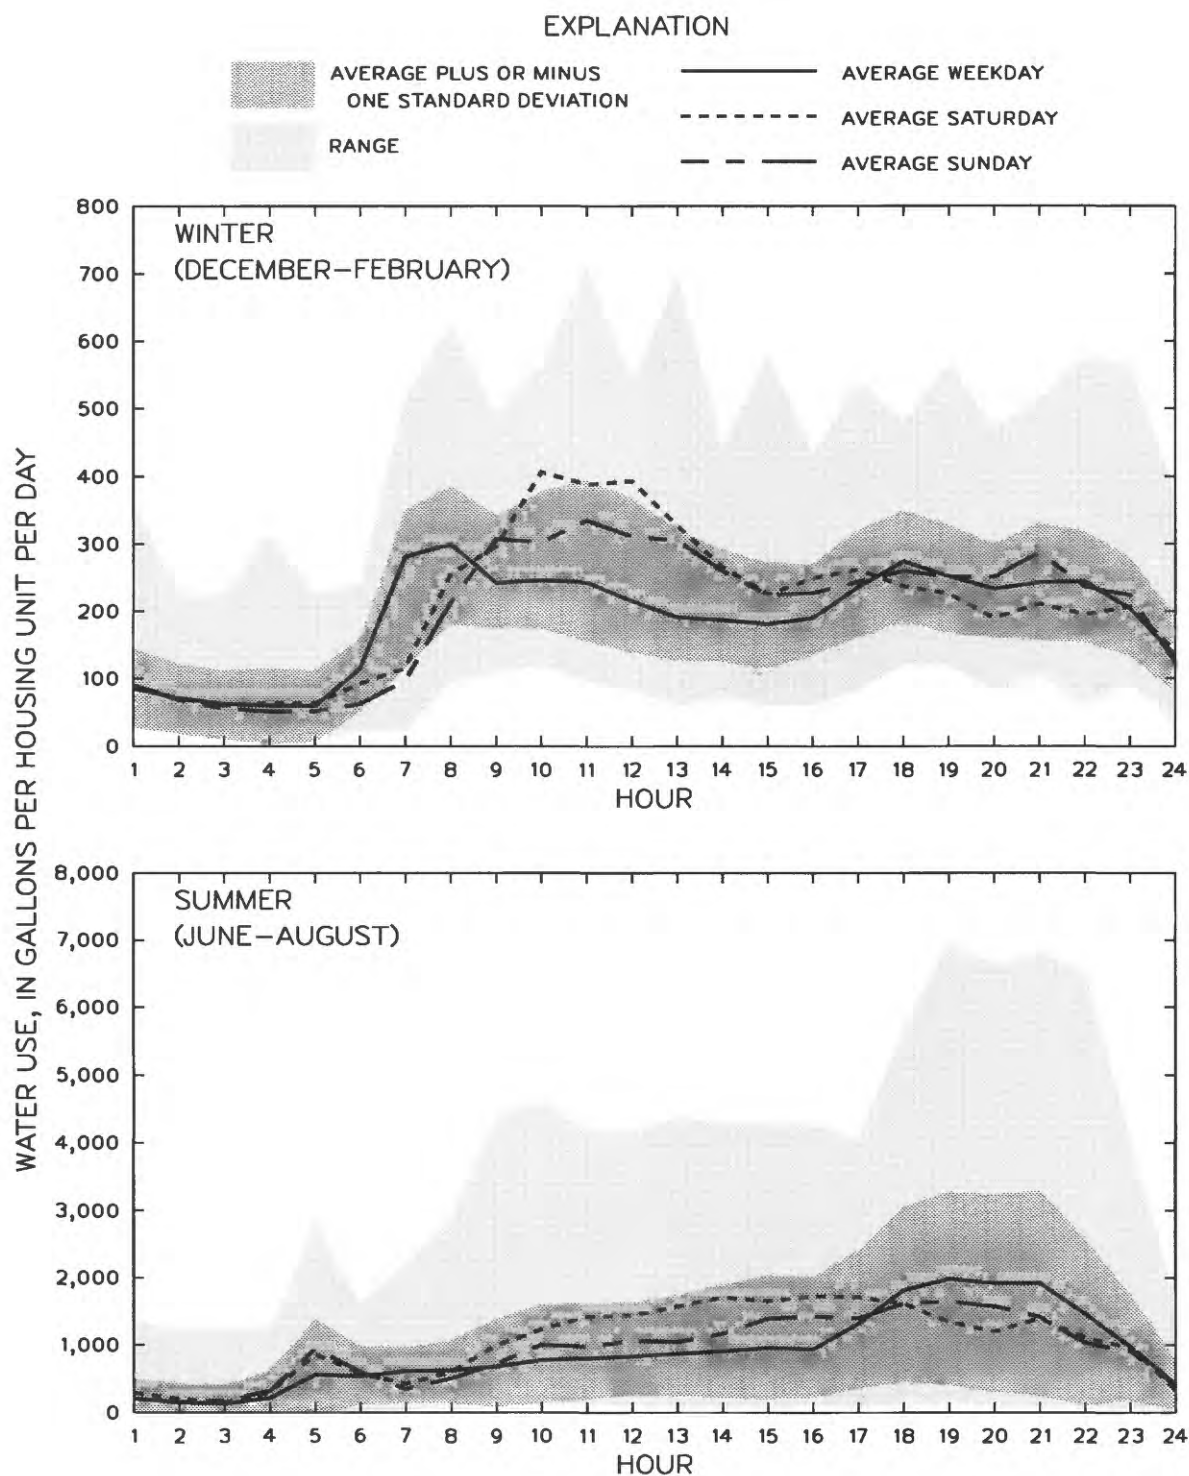 EXPLANATION
AVERAGE PLUS OR MINUS
ONE STANDARD DEVIATION
RANGE
AVERAGE WEEKDAY
AVERAGE SATURDAY
AVERAGE SUNDAY
WATER USE, IN GALLONS PER HOUSING UNIT PER DAY
800
700
600
500
400
300
200
100
0
WINTER
(DECEMBER–FEBRUARY)
1 2 3 4 5 6 7 8 9 10 11 12 13 14 15 16 17 18 19 20 21 22 23 24
HOUR
8,000
7,000
6,000
5,000
4,000
3,000
2,000
1,000
0
SUMMER
(JUNE–AUGUST)
1 2 3 4 5 6 7 8 9 10 11 12 13 14 15 16 17 18 19 20 21 22 23 24
HOUR